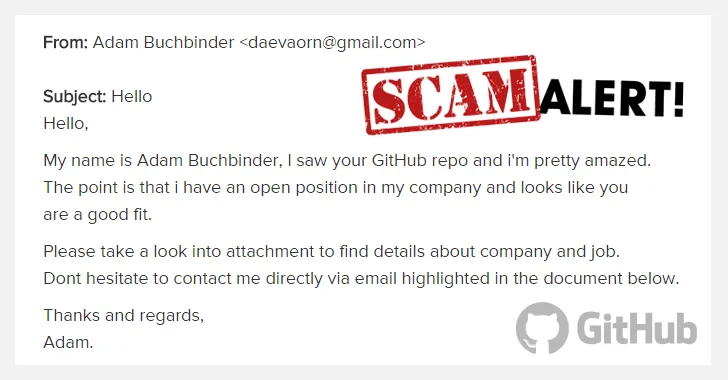 From: Adam Buchbinder <daevaorn@gmail.com>
SCAM ALERT!
Subject: Hello
Hello,
My name is Adam Buchbinder, I saw your GitHub repo and i'm pretty amazed.
The point is that i have an open position in my company and looks like you
are a good fit.
Please take a look into attachment to find details about company and job.
Dont hesitate to contact me directly via email highlighted in the document below.
Thanks and regards,
Adam.
GitHub